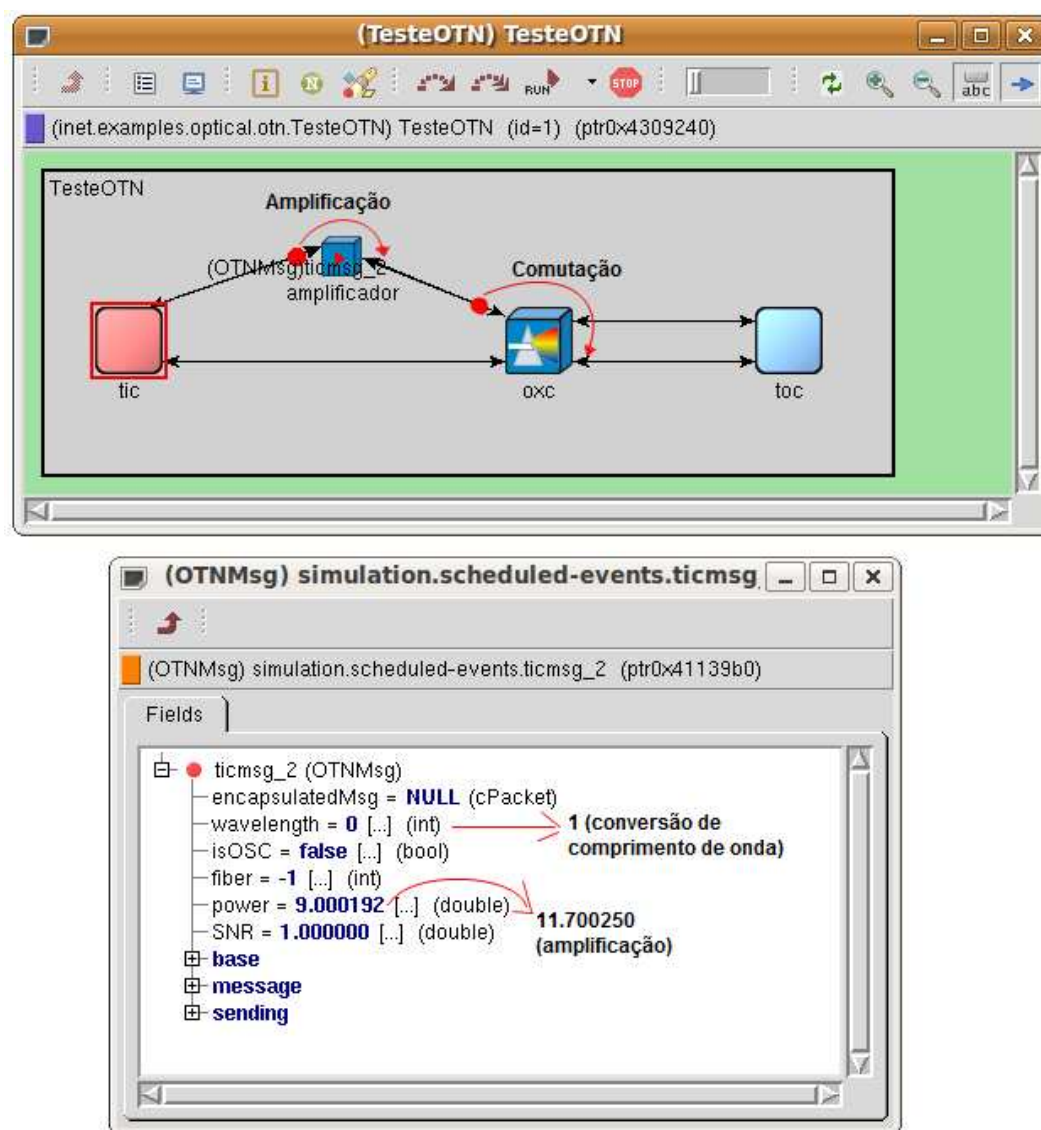 (TesteOTN) TesteOTN
RUN
STOP
abc
(inet.examples.optical.otn.TesteOTN) TesteOTN (id=1) (ptr0x4309240)
TesteOTN
Amplificação
(OTNMsg)ticmsg_2
amplificador
Comutação
tic
oxc
toc
(OTNMsg) simulation.scheduled-events.ticmsg
(OTNMsg) simulation.scheduled-events.ticmsg_2 (ptr0x41139b0)
Fields
ticmsg_2 (OTNMsg)
encapsulatedMsg = NULL (cPacket)
wavelength = 0 [...] (int)
1 (conversão de
comprimento de onda)
isOSC = false [...] (bool)
fiber = -1 [...] (int)
power = 9.000192 [...] (double)
11.700250
(amplificação)
SNR = 1.000000 [...] (double)
base
message
sending